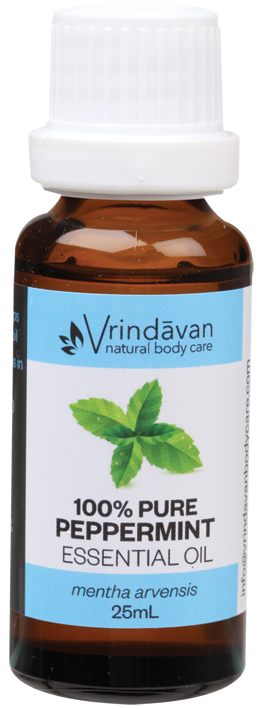 Vrindāvan
natural body care
100% PURE
PEPPERMINT
ESSENTIAL OIL
mentha arvensis
25mL
info@vrindavanbodycare.com